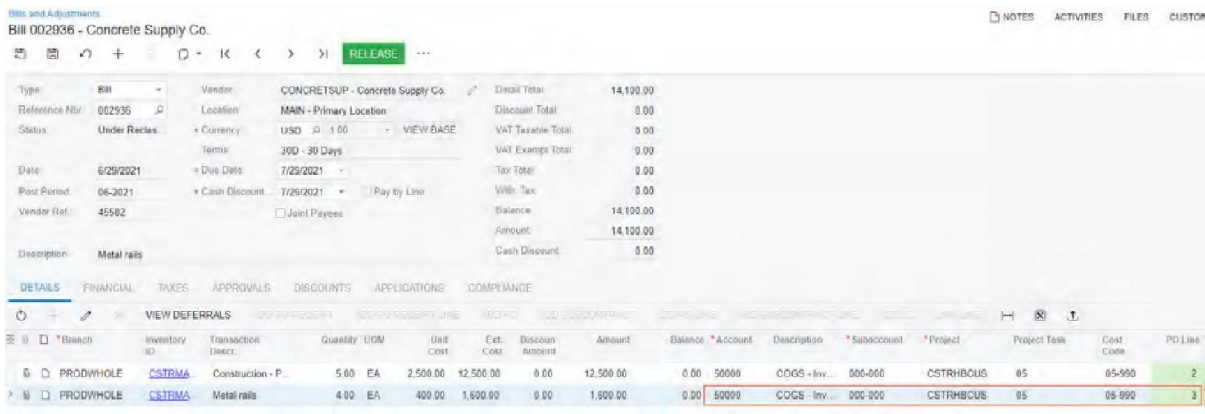 Bills and Adjustments
Bill 002936 - Concrete Supply Co.
NOTES ACTIVITIES FILES CUSTOM
RELEASE ...
Type: Bill Vendor: CONCRETSUP - Concrete Supply Co. Detail Total: 14,100.00
Reference Nbr.: 002936 Location: MAIN - Primary Location Discount Total: 0.00
Status: Under Reclas... * Currency: USD 1.00 VIEW BASE VAT Taxable Total: 0.00
Terms: 30D - 30 Days VAT Exempt Total: 0.00
Date: 6/29/2021 * Due Date: 7/29/2021 Tax Total: 0.00
Post Period: 06-2021 * Cash Discount... 7/29/2021 Pay by Line With. Tax: 0.00
Vendor Ref.: 45582 Joint Payees Balance: 14,100.00
Amount: 14,100.00
Description: Metal rails Cash Discount: 0.00
DETAILS FINANCIAL TAXES APPROVALS DISCOUNTS APPLICATIONS COMPLIANCE
VIEW DEFERRALS
*Branch Inventory ID Transaction Descr. Quantity UOM Unit Cost Ext. Cost Discoun Amount Amount Balance *Account Description *Subaccount *Project Project Task Cost Code PO Line
PRODWHOLE CSTRMA... Construction - P... 5.00 EA 2,500.00 12,500.00 0.00 12,500.00 0.00 50000 COGS - Inv... 000-000 CSTRHBCUS 05 05-990 2
PRODWHOLE CSTRMA... Metal rails 4.00 EA 400.00 1,600.00 0.00 1,600.00 0.00 50000 COGS - Inv... 000-000 CSTRHBCUS 05 05-990 3